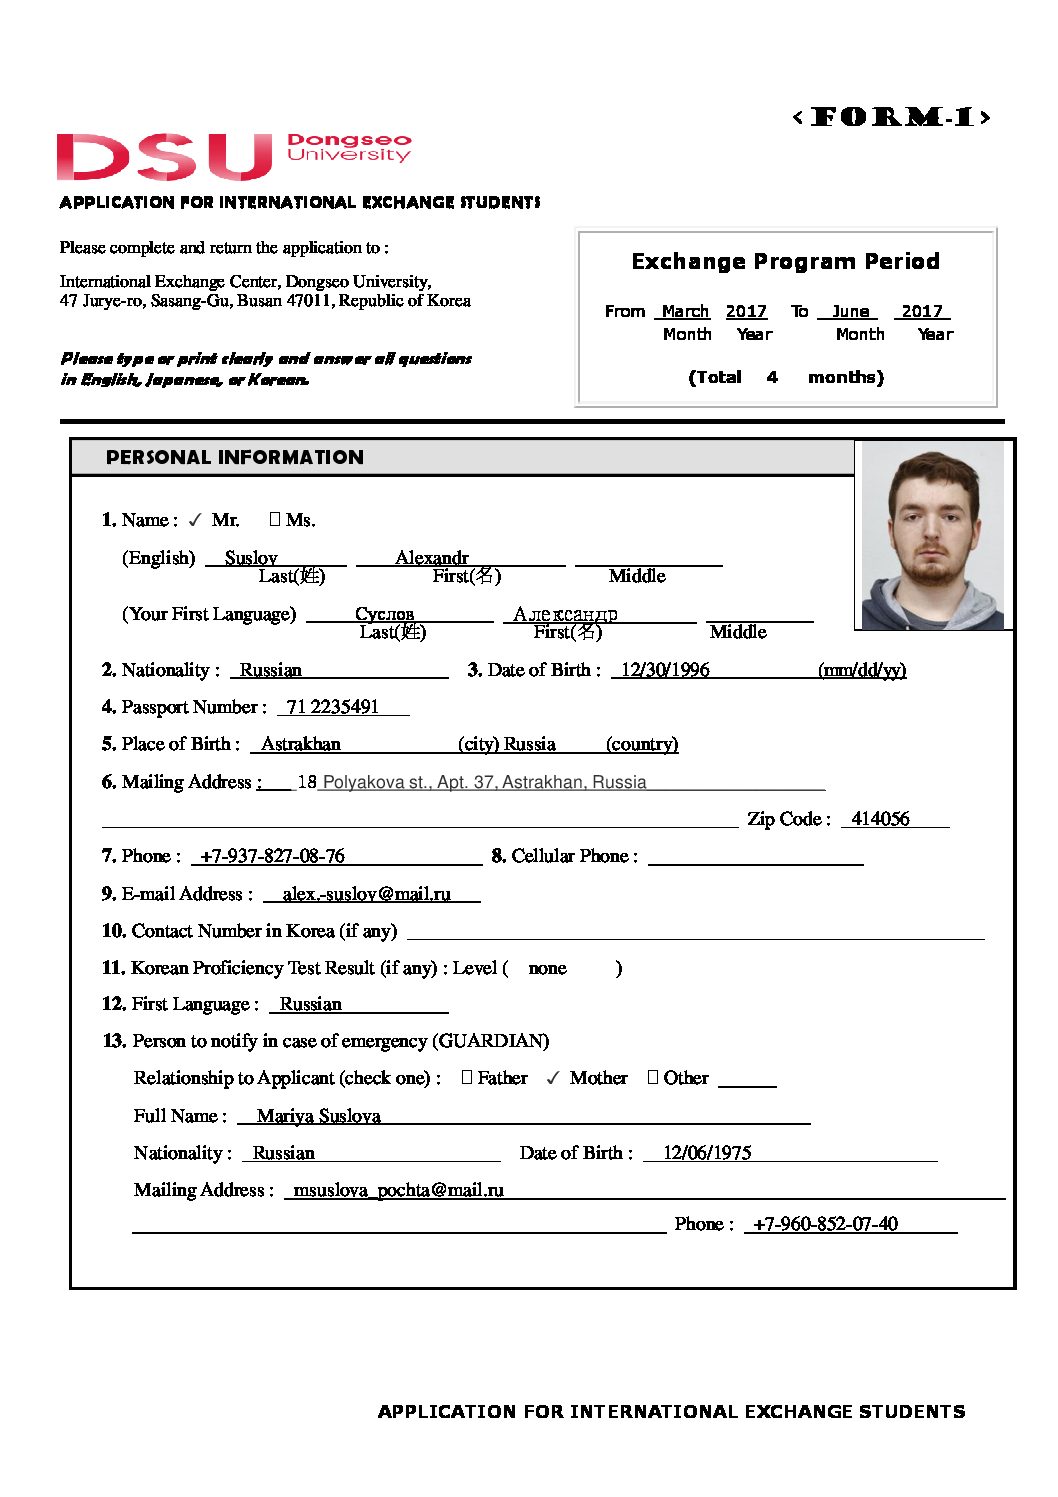 <FORM-1>
DSU Dongseo University
APPLICATION FOR INTERNATIONAL EXCHANGE STUDENTS
Please complete and return the application to :
International Exchange Center, Dongseo University,
47 Jurye-ro, Sasang-Gu, Busan 47011, Republic of Korea
Please type or print clearly and answer all questions
in English, Japanese, or Korean.
Exchange Program Period
From March 2017 To June 2017
Month Year Month Year
(Total 4 months)
PERSONAL INFORMATION
1. Name : ✓ Mr. □ Ms.
(English) Suslov Alexandr
Last(姓) First(名) Middle
(Your First Language) Суслов Александр
Last(姓) First(名) Middle
2. Nationality : Russian 3. Date of Birth : 12/30/1996 (mm/dd/yy)
4. Passport Number : 71 2235491
5. Place of Birth : Astrakhan (city) Russia (country)
6. Mailing Address : 18 Polyakova st., Apt. 37, Astrakhan, Russia
Zip Code : 414056
7. Phone : +7-937-827-08-76 8. Cellular Phone :
9. E-mail Address : alex.-suslov@mail.ru
10. Contact Number in Korea (if any)
11. Korean Proficiency Test Result (if any) : Level ( none )
12. First Language : Russian
13. Person to notify in case of emergency (GUARDIAN)
Relationship to Applicant (check one) : □ Father ✓ Mother □ Other
Full Name : Mariya Suslova
Nationality : Russian Date of Birth : 12/06/1975
Mailing Address : msuslova_pochta@mail.ru
Phone : +7-960-852-07-40
APPLICATION FOR INTERNATIONAL EXCHANGE STUDENTS